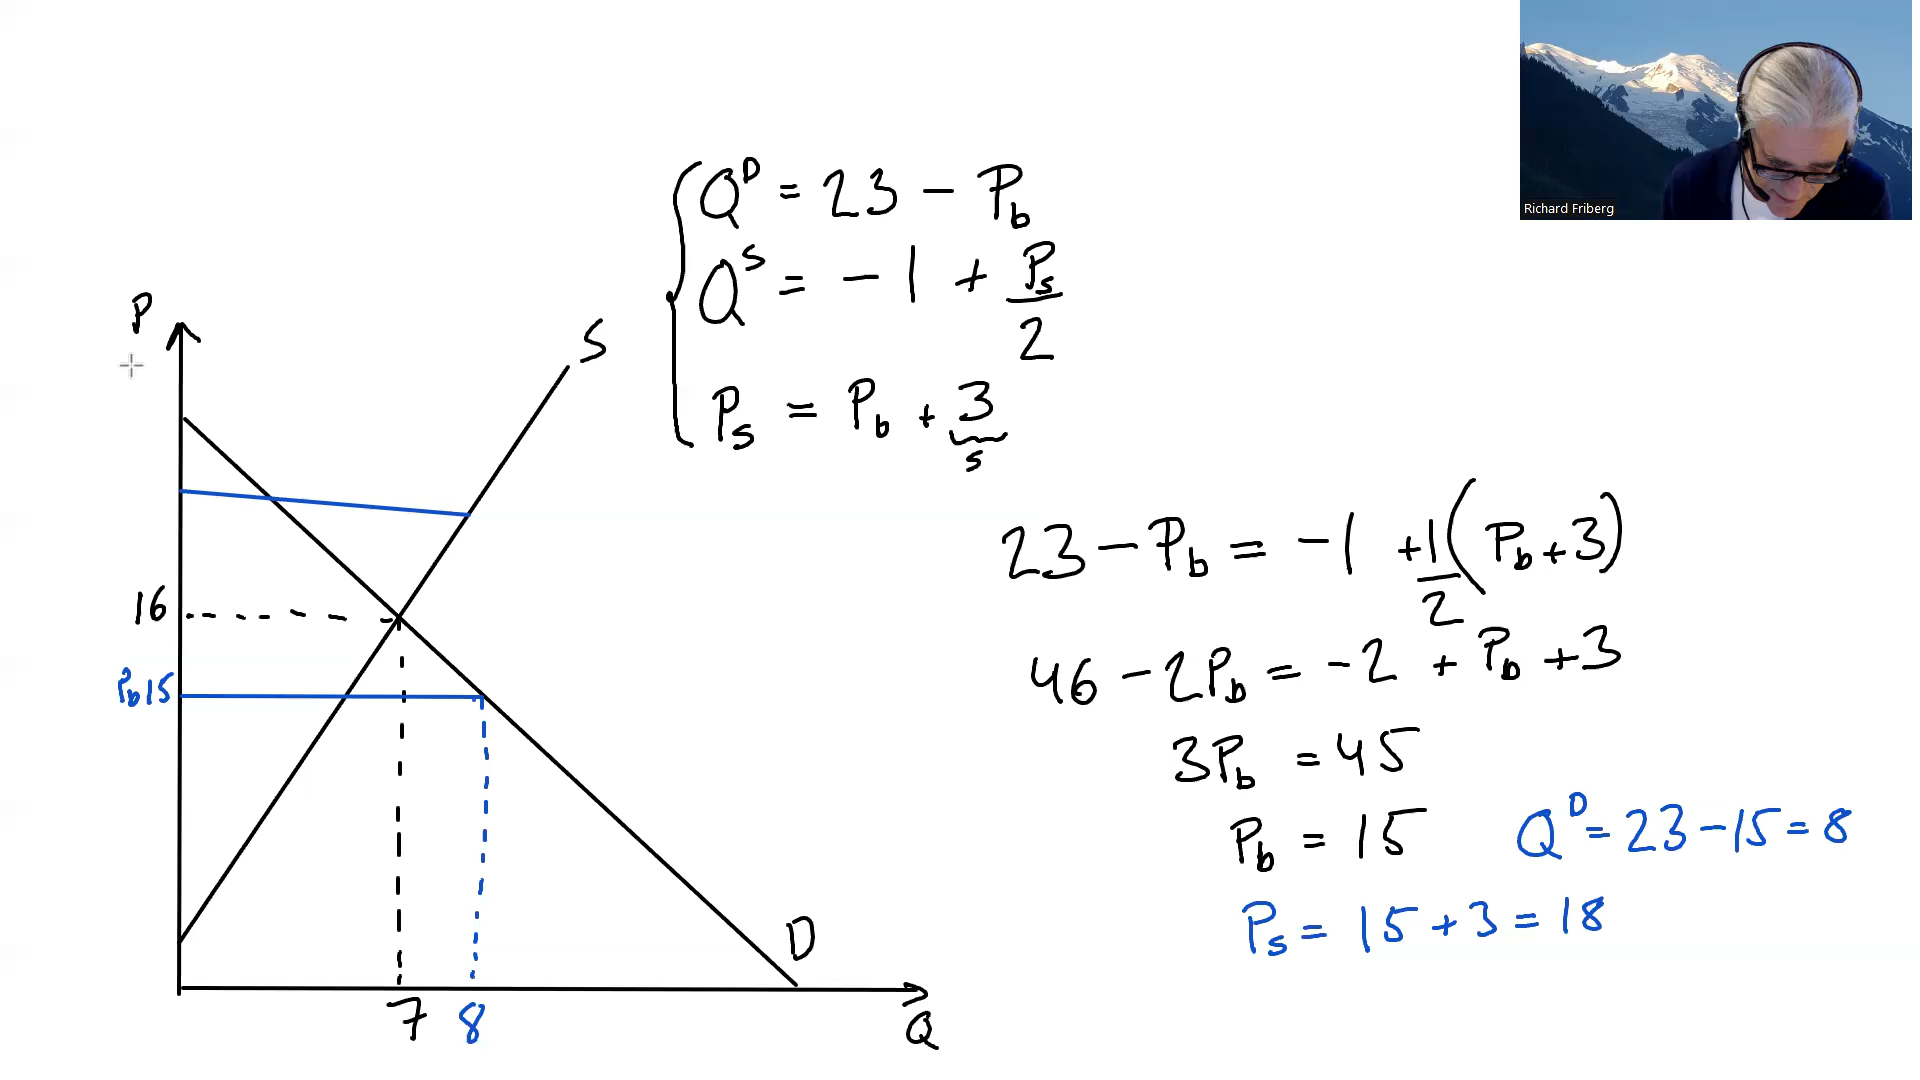 Richard Friberg
Q^D = 23 - P_b
Q^S = -1 + P_s/2
P_s = P_b + 3
s
P
S
23 - P_b = -1 + 1/2 (P_b + 3)
16
46 - 2P_b = -2 + P_b + 3
P_b 15
3P_b = 45
P_b = 15
Q^D = 23 - 15 = 8
P_s = 15 + 3 = 18
D
7
8
Q